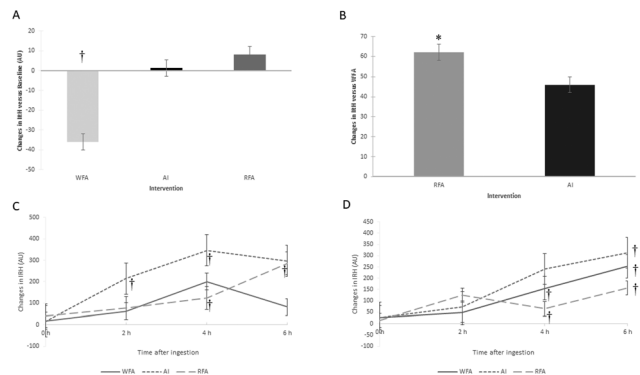 A
Changes in IRH versus Baseline (AU)
20
10
0
-10
-20
-30
-40
-50
†
WFA AI RFA
Intervention
B
Changes in IRH versus WFA
70
60
50
40
30
20
10
0
*
RFA AI
Intervention
C
Changes in IRH (AU)
500
400
300
200
100
0
-100
† † † †
0 h 2 h 4 h 6 h
Time after ingestion
WFA AI RFA
D
Changes in IRH (AU)
450
400
350
300
250
200
150
100
50
0
-50
-100
† † † † †
0 h 2 h 4 h 6 h
Time after ingestion
WFA AI RFA